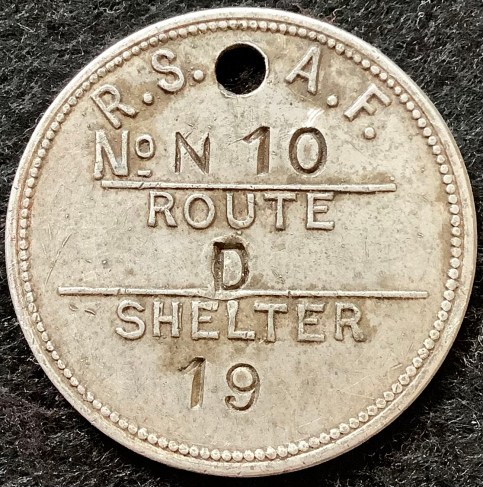 R.S.A.F.
No N 10
ROUTE
D
SHELTER
19